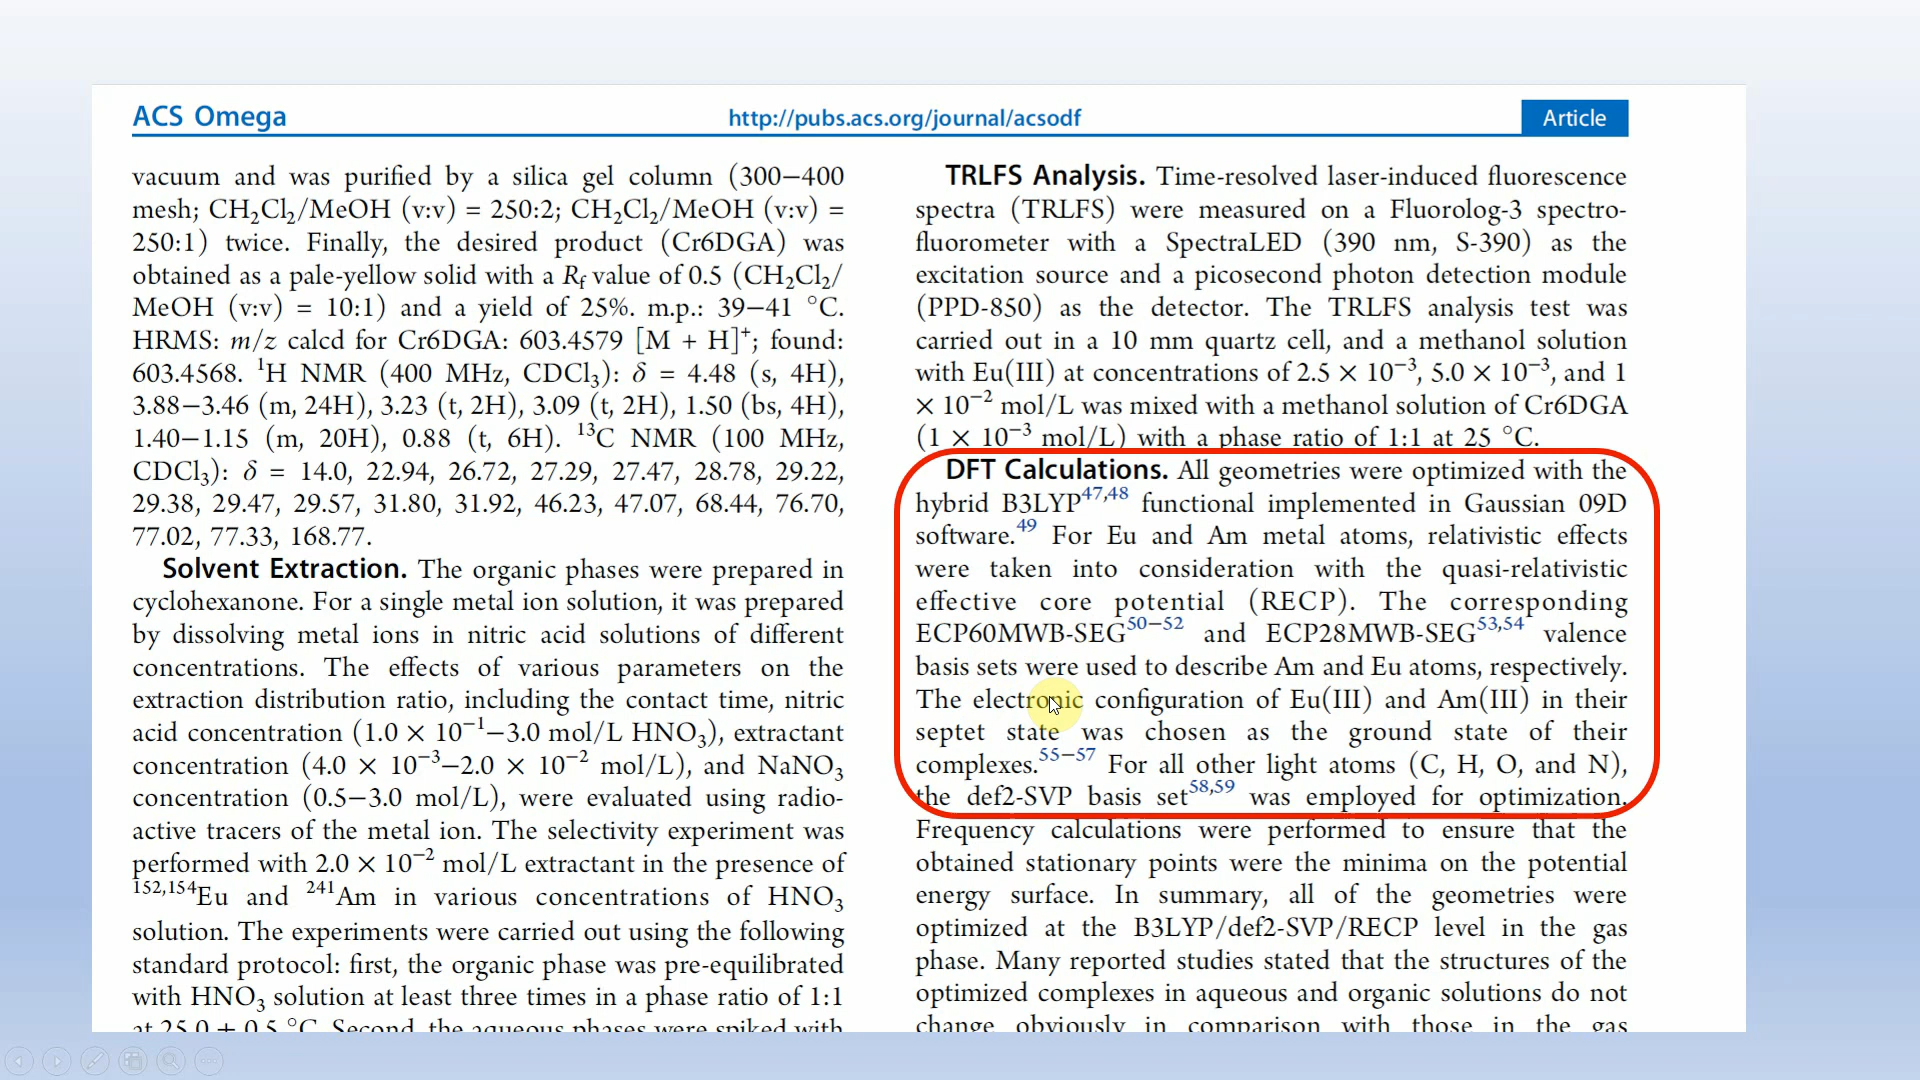 ACS Omega
http://pubs.acs.org/journal/acsodf
Article
vacuum and was purified by a silica gel column (300−400
mesh; CH₂Cl₂/MeOH (v:v) = 250:2; CH₂Cl₂/MeOH (v:v) =
250:1) twice. Finally, the desired product (Cr6DGA) was
obtained as a pale-yellow solid with a Rf value of 0.5 (CH₂Cl₂/
MeOH (v:v) = 10:1) and a yield of 25%. m.p.: 39−41 °C.
HRMS: m/z calcd for Cr6DGA: 603.4579 [M + H]⁺; found:
603.4568. ¹H NMR (400 MHz, CDCl₃): δ = 4.48 (s, 4H),
3.88−3.46 (m, 24H), 3.23 (t, 2H), 3.09 (t, 2H), 1.50 (bs, 4H),
1.40−1.15 (m, 20H), 0.88 (t, 6H). ¹³C NMR (100 MHz,
CDCl₃): δ = 14.0, 22.94, 26.72, 27.29, 27.47, 28.78, 29.22,
29.38, 29.47, 29.57, 31.80, 31.92, 46.23, 47.07, 68.44, 76.70,
77.02, 77.33, 168.77.
Solvent Extraction. The organic phases were prepared in
cyclohexanone. For a single metal ion solution, it was prepared
by dissolving metal ions in nitric acid solutions of different
concentrations. The effects of various parameters on the
extraction distribution ratio, including the contact time, nitric
acid concentration (1.0 × 10⁻¹−3.0 mol/L HNO₃), extractant
concentration (4.0 × 10⁻³−2.0 × 10⁻² mol/L), and NaNO₃
concentration (0.5−3.0 mol/L), were evaluated using radio-
active tracers of the metal ion. The selectivity experiment was
performed with 2.0 × 10⁻² mol/L extractant in the presence of
¹⁵²,¹⁵⁴Eu and ²⁴¹Am in various concentrations of HNO₃
solution. The experiments were carried out using the following
standard protocol: first, the organic phase was pre-equilibrated
with HNO₃ solution at least three times in a phase ratio of 1:1
at 25.0 ± 0.5 °C. Second, the aqueous phases were spiked with
TRLFS Analysis. Time-resolved laser-induced fluorescence
spectra (TRLFS) were measured on a Fluorolog-3 spectro-
fluorometer with a SpectraLED (390 nm, S-390) as the
excitation source and a picosecond photon detection module
(PPD-850) as the detector. The TRLFS analysis test was
carried out in a 10 mm quartz cell, and a methanol solution
with Eu(III) at concentrations of 2.5 × 10⁻³, 5.0 × 10⁻³, and 1
× 10⁻² mol/L was mixed with a methanol solution of Cr6DGA
(1 × 10⁻³ mol/L) with a phase ratio of 1:1 at 25 °C.
DFT Calculations. All geometries were optimized with the
hybrid B3LYP⁴⁷,⁴⁸ functional implemented in Gaussian 09D
software.⁴⁹ For Eu and Am metal atoms, relativistic effects
were taken into consideration with the quasi-relativistic
effective core potential (RECP). The corresponding
ECP60MWB-SEG⁵⁰⁻⁵² and ECP28MWB-SEG⁵³,⁵⁴ valence
basis sets were used to describe Am and Eu atoms, respectively.
The electronic configuration of Eu(III) and Am(III) in their
septet state was chosen as the ground state of their
complexes.⁵⁵⁻⁵⁷ For all other light atoms (C, H, O, and N),
the def2-SVP basis set⁵⁸,⁵⁹ was employed for optimization.
Frequency calculations were performed to ensure that the
obtained stationary points were the minima on the potential
energy surface. In summary, all of the geometries were
optimized at the B3LYP/def2-SVP/RECP level in the gas
phase. Many reported studies stated that the structures of the
optimized complexes in aqueous and organic solutions do not
change obviously in comparison with those in the gas